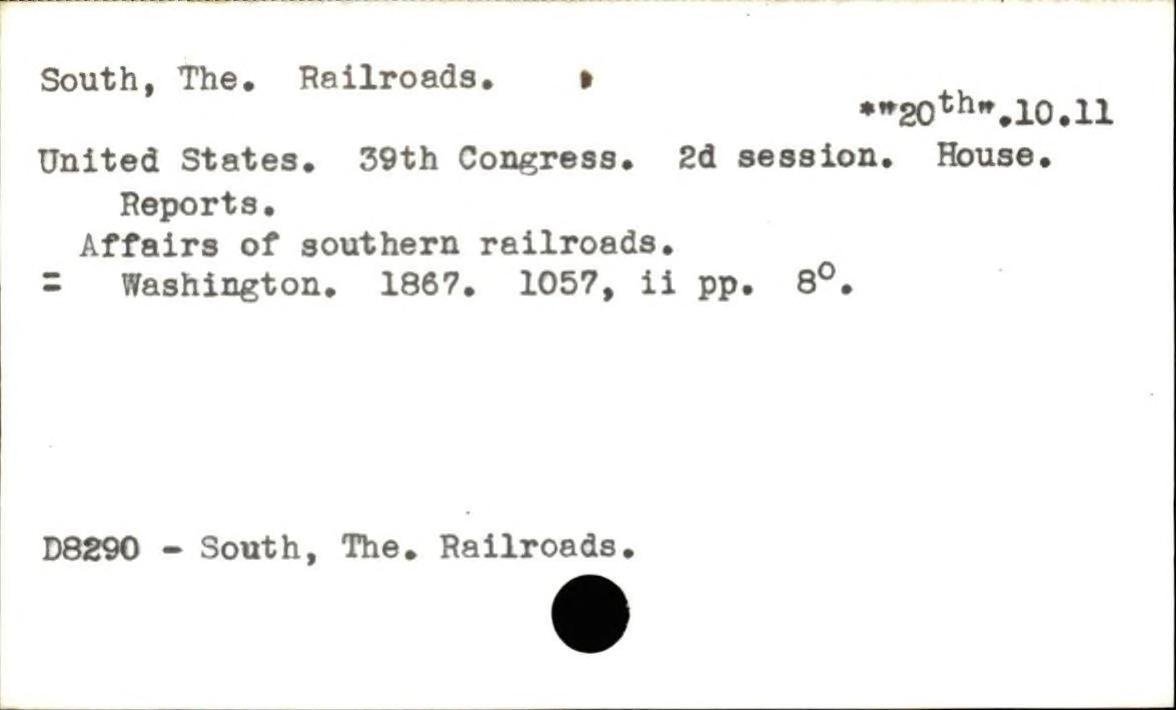 South, The. Railroads.
*"20th".10.11
United States. 39th Congress. 2d session. House.
Reports.
Affairs of southern railroads.
= Washington. 1867. 1057, ii pp. 8°.
D8290 - South, The. Railroads.